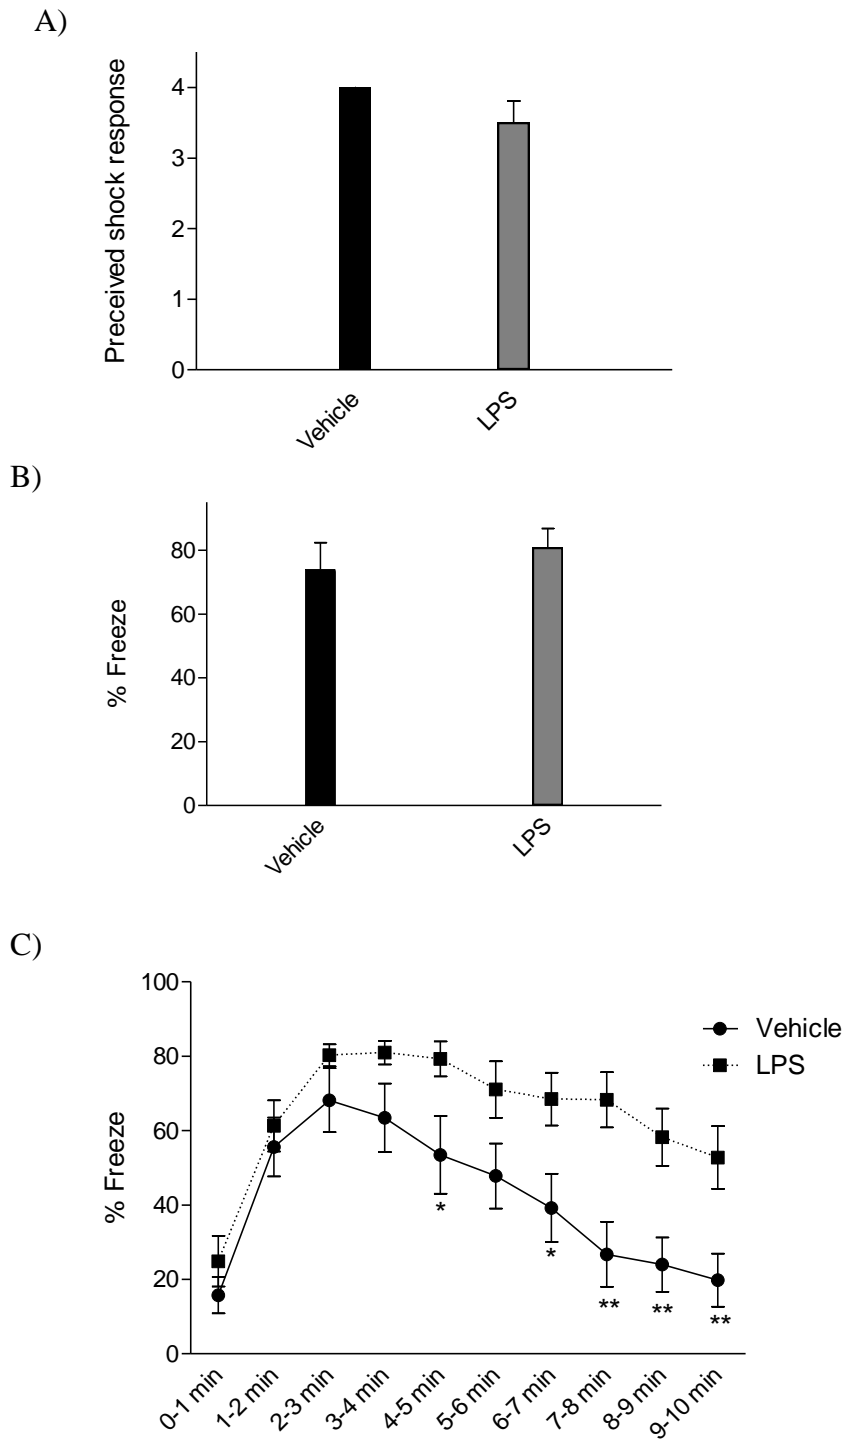 A)
Preceived shock response
4
3
2
1
0
Vehicle
LPS
B)
% Freeze
80
60
40
20
0
Vehicle
LPS
C)
% Freeze
100
80
60
40
20
0
Vehicle
LPS
*
*
**
**
**
0-1 min
1-2 min
2-3 min
3-4 min
4-5 min
5-6 min
6-7 min
7-8 min
8-9 min
9-10 min